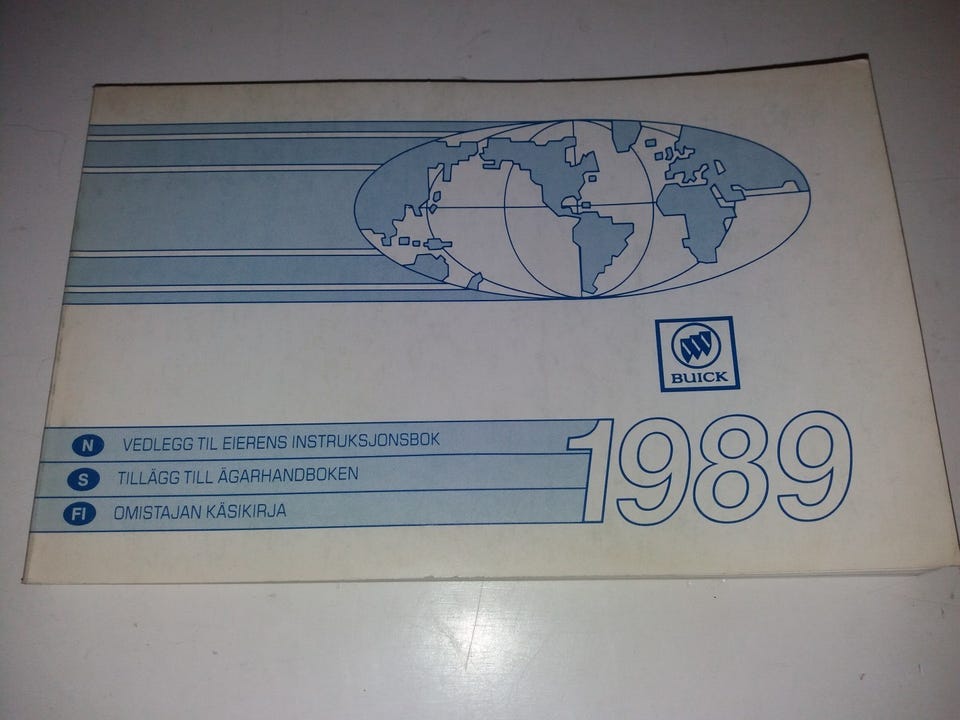 BUICK
1989
N VEDLEGG TIL EIERENS INSTRUKSJONSBOK
S TILLÄGG TILL ÄGARHANDBOKEN
FI OMISTAJAN KÄSIKIRJA